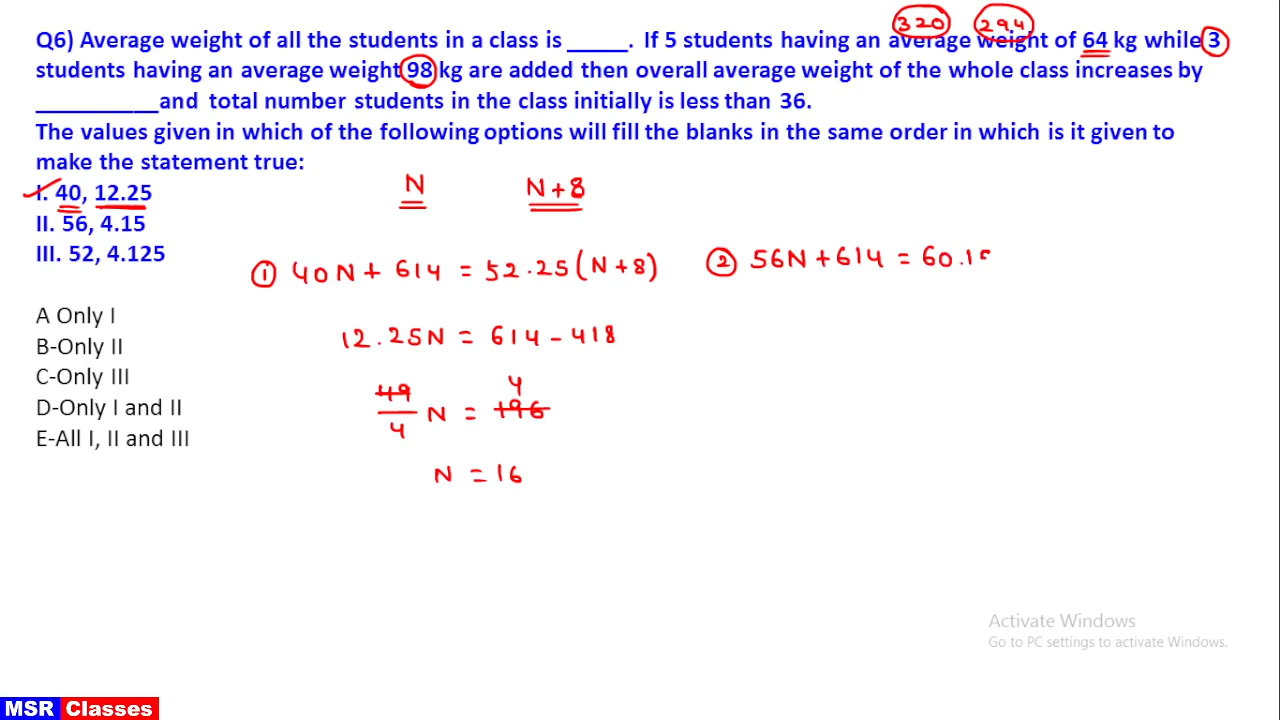 320 294
Q6) Average weight of all the students in a class is _____. If 5 students having an average weight of 64 kg while 3
students having an average weight 98 kg are added then overall average weight of the whole class increases by
__________and total number students in the class initially is less than 36.
The values given in which of the following options will fill the blanks in the same order in which is it given to
make the statement true:
I. 40, 12.25
N N+8
II. 56, 4.15
III. 52, 4.125
① 40N + 614 = 52.25(N+8) ② 56N + 614 = 60.15
A Only I
12.25N = 614 - 418
B-Only II
C-Only III
49/4 N = 196 4
D-Only I and II
E-All I, II and III
N = 16
Activate Windows
Go to PC settings to activate Windows.
MSR Classes